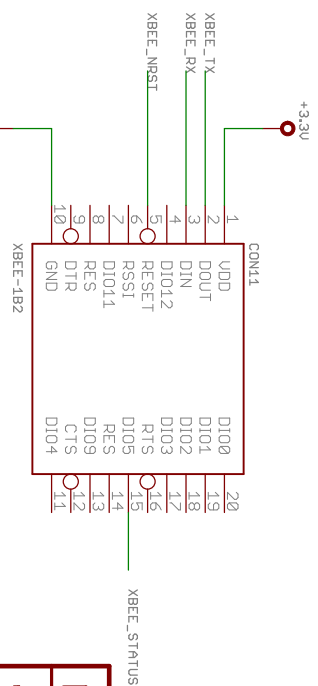 XBEE_NRST
XBEE_RX
XBEE_TX
+3.3V
10
9
8
7
6
5
4
3
2
1
XBEE-1B2
GND
DTR
RES
DIO11
RSSI
RESET
DIO12
DIN
DOUT
VDD
CON11
DIO4
CTS
DIO9
RES
DIO5
RTS
DIO3
DIO2
DIO1
DIO0
11
12
13
14
15
16
17
18
19
20
XBEE_STATUS